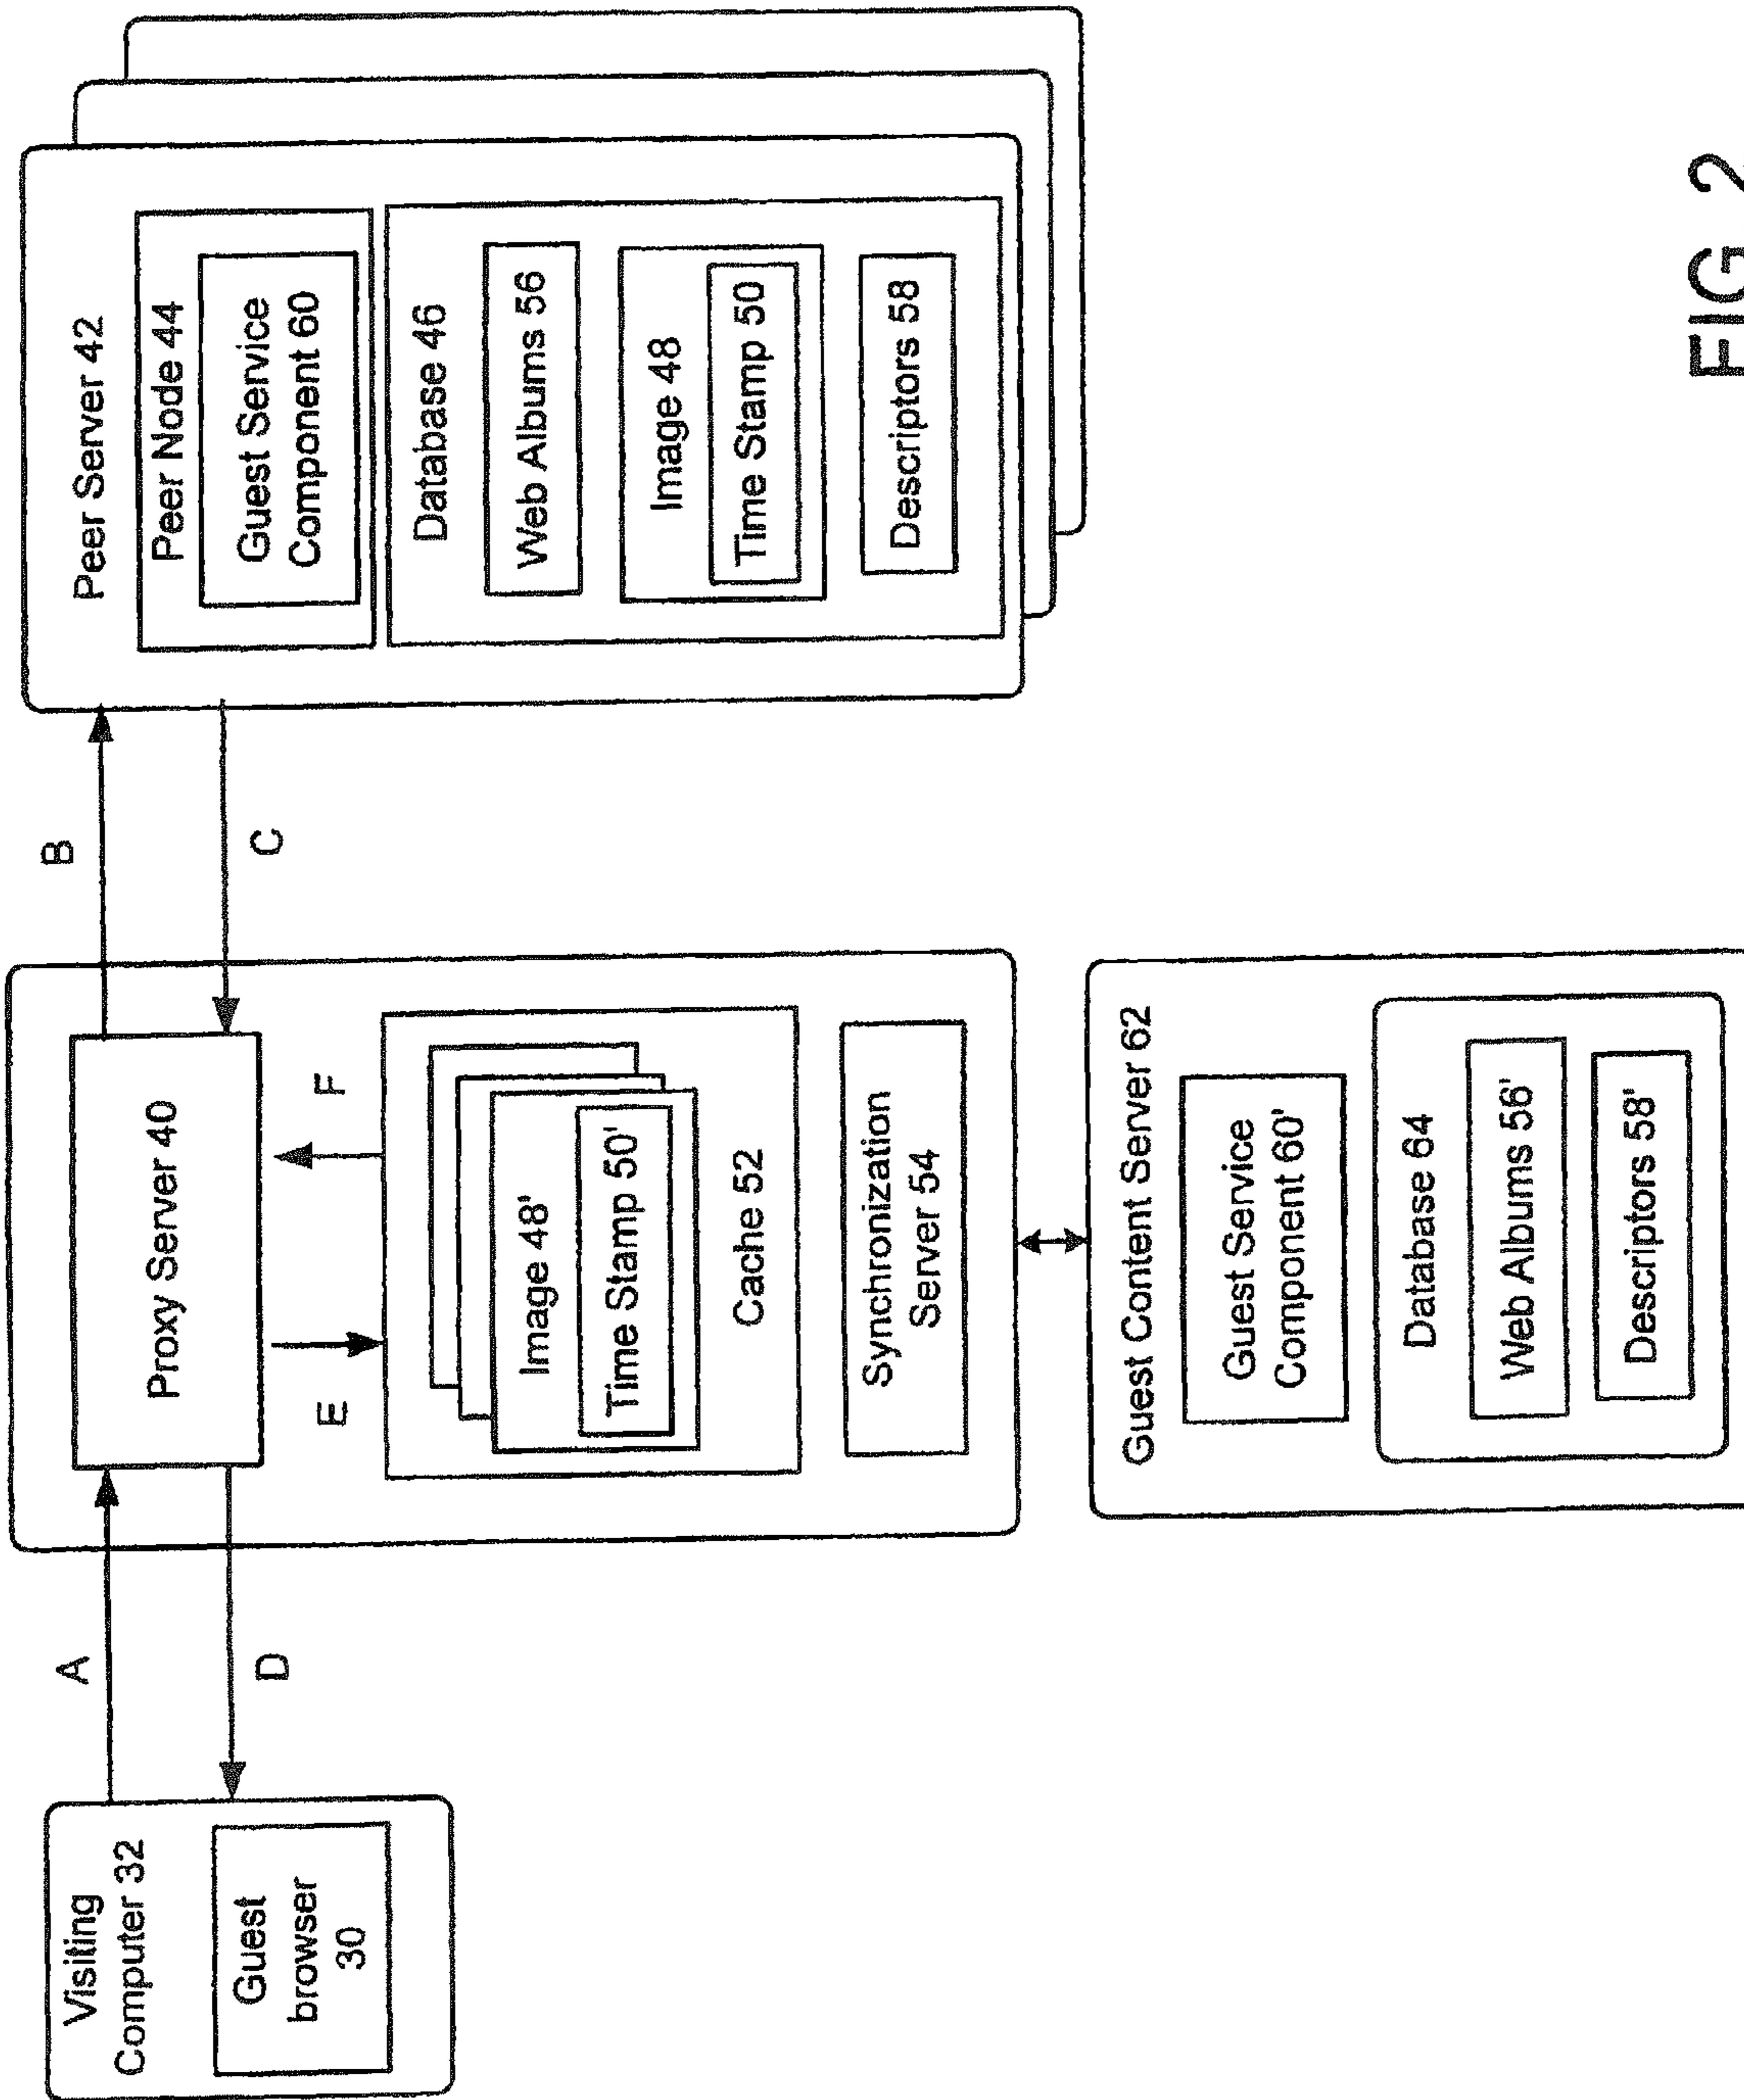 Visiting
Computer 32
Guest
browser
30
A
D
Proxy Server 40
E
F
Image 48'
Time Stamp 50'
Cache 52
Synchronization
Server 54
Guest Content Server 62
Guest Service
Component 60'
Database 64
Web Albums 56'
Descriptors 58'
B
C
Peer Server 42
Peer Node 44
Guest Service
Component 60
Database 46
Web Albums 56
Image 48
Time Stamp 50
Descriptors 58
FIG. 2